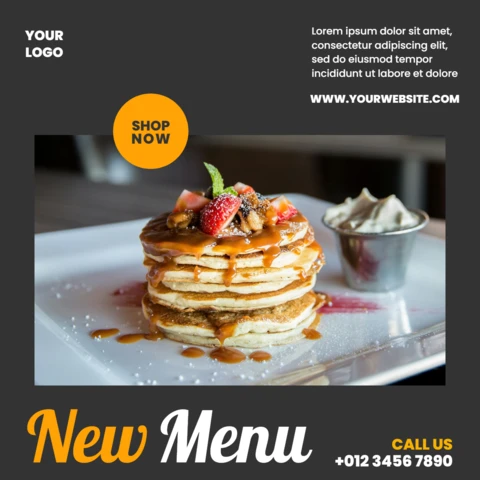 YOUR
LOGO
Lorem ipsum dolor sit amet,
consectetur adipiscing elit,
sed do eiusmod tempor
incididunt ut labore et dolore
WWW.YOURWEBSITE.COM
SHOP
NOW
New Menu
CALL US
+012 3456 7890